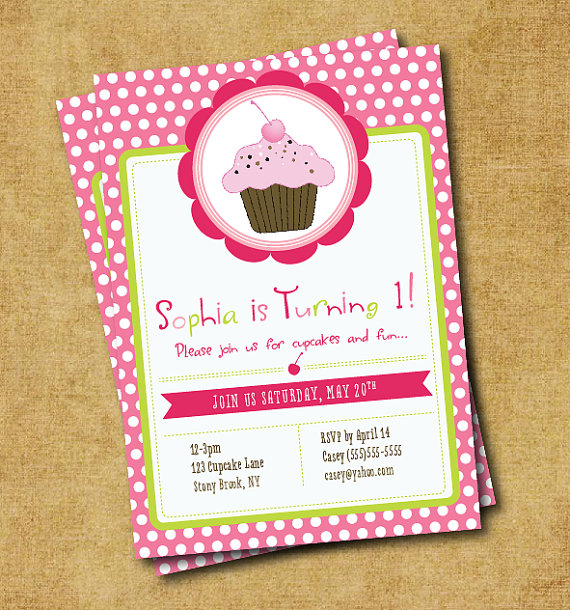 Sophia is Turning 1!
Please join us for cupcakes and fun...
JOIN US SATURDAY, MAY 20TH
12-3pm
123 Cupcake Lane
Stony Brook, NY
RSVP by April 14
Casey (555)555-5555
casey@yahoo.com